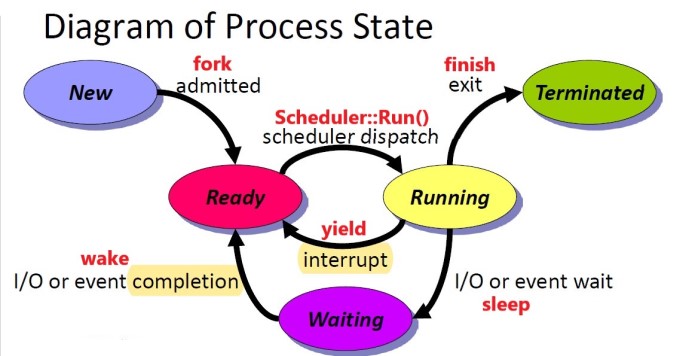 Diagram of Process State
fork
admitted
finish
exit
New
Terminated
Scheduler::Run()
scheduler dispatch
Ready
Running
yield
interrupt
wake
I/O or event completion
I/O or event wait
sleep
Waiting